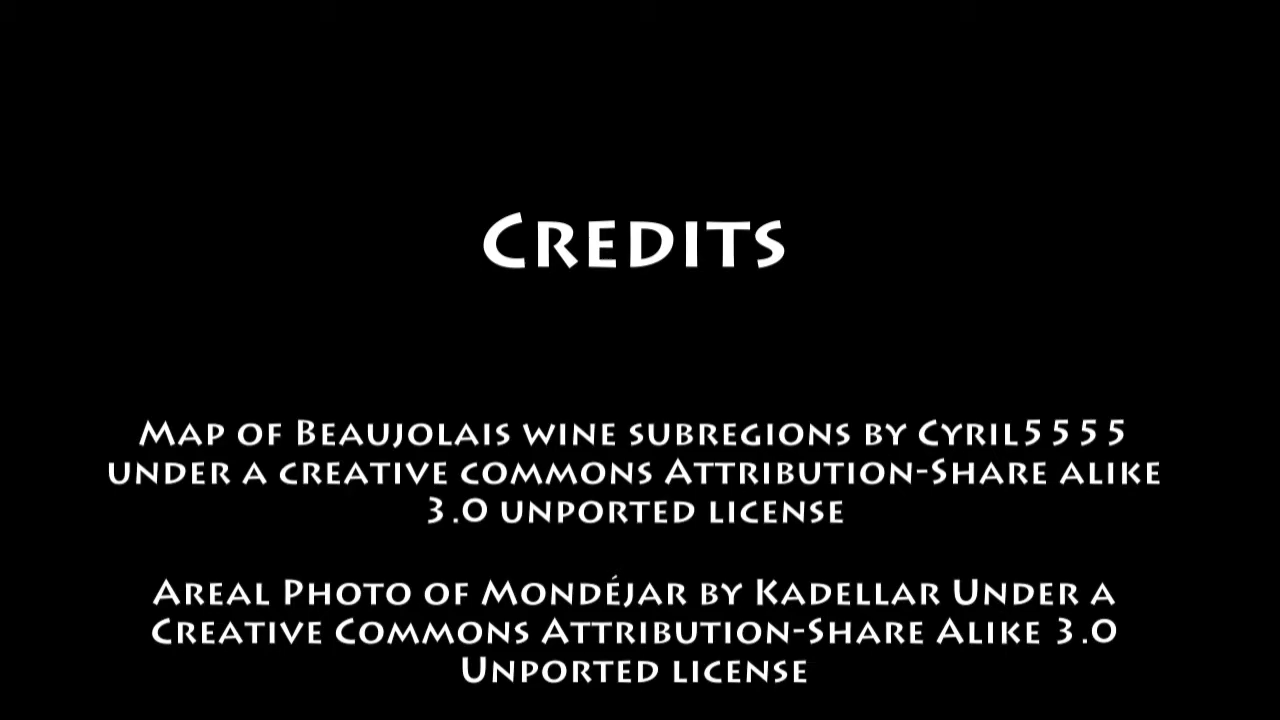 Credits
Map of Beaujolais wine subregions by Cyril5555
under a creative commons Attribution-Share alike
3.0 unported license
Areal Photo of Mondéjar by Kadellar Under a
Creative Commons Attribution-Share Alike 3.0
Unported license